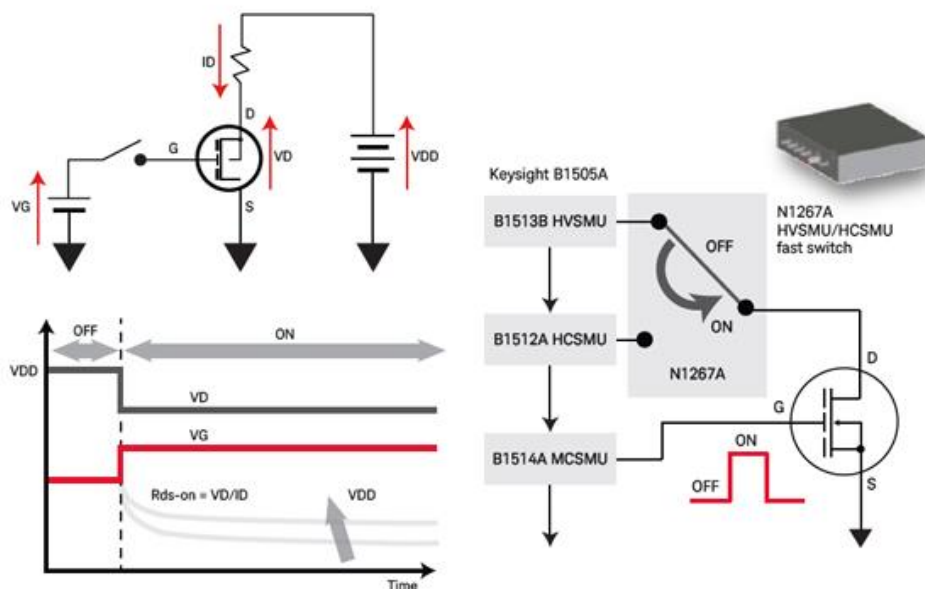 ID
D
G
VD
VDD
VG
S
OFF
ON
VDD
VD
VG
Rds-on = VD/ID
VDD
Time
Keysight B1505A
B1513B HVSMU
OFF
N1267A
HVSMU/HCSMU
fast switch
B1512A HCSMU
ON
N1267A
D
G
B1514A MCSMU
ON
OFF
S